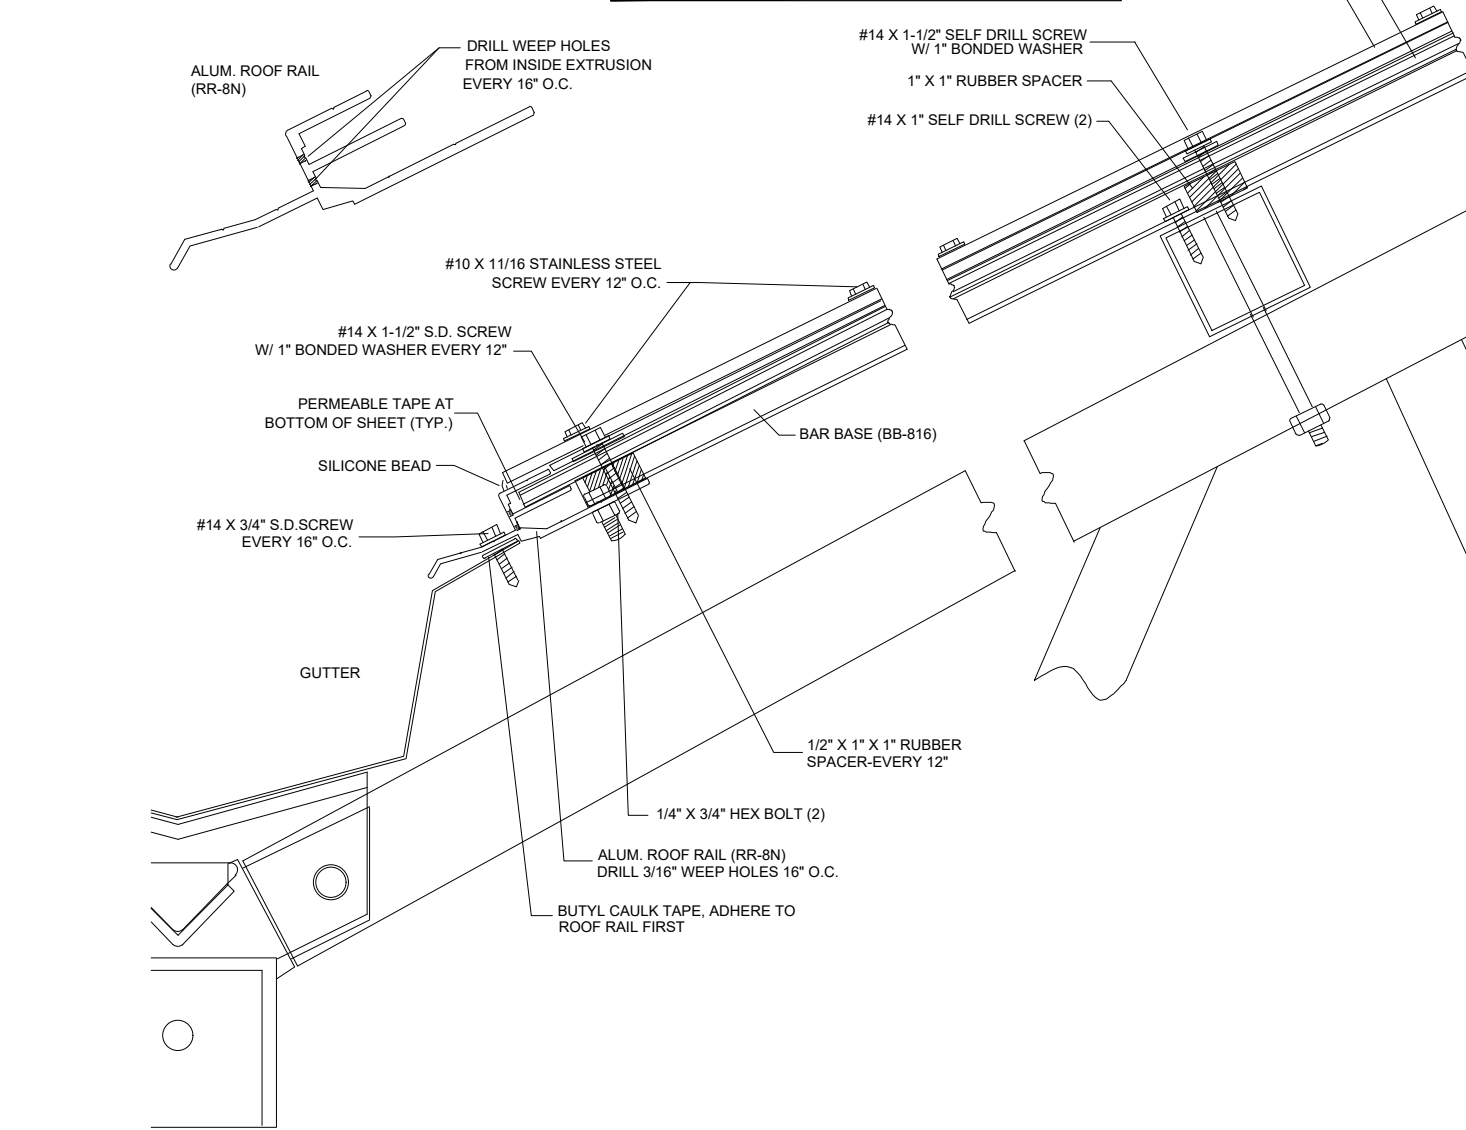 ALUM. ROOF RAIL
(RR-8N)
DRILL WEEP HOLES
FROM INSIDE EXTRUSION
EVERY 16" O.C.
#14 X 1-1/2" SELF DRILL SCREW
W/ 1" BONDED WASHER
1" X 1" RUBBER SPACER
#14 X 1" SELF DRILL SCREW (2)
#10 X 11/16 STAINLESS STEEL
SCREW EVERY 12" O.C.
#14 X 1-1/2" S.D. SCREW
W/ 1" BONDED WASHER EVERY 12"
PERMEABLE TAPE AT
BOTTOM OF SHEET (TYP.)
SILICONE BEAD
#14 X 3/4" S.D.SCREW
EVERY 16" O.C.
BAR BASE (BB-816)
GUTTER
1/2" X 1" X 1" RUBBER
SPACER-EVERY 12"
1/4" X 3/4" HEX BOLT (2)
ALUM. ROOF RAIL (RR-8N)
DRILL 3/16" WEEP HOLES 16" O.C.
BUTYL CAULK TAPE, ADHERE TO
ROOF RAIL FIRST